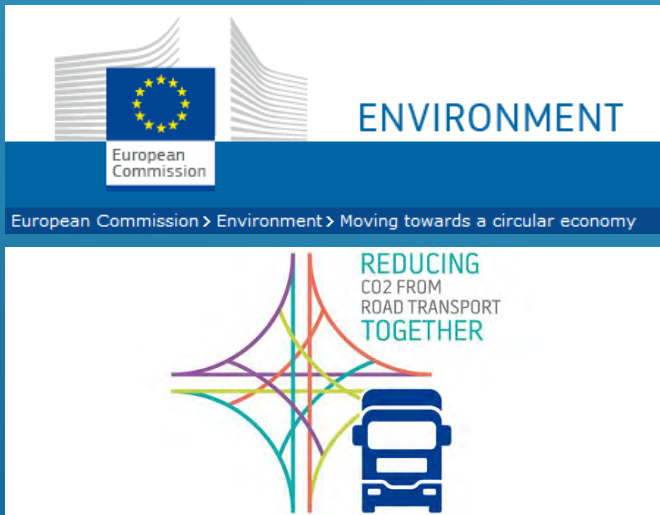 ENVIRONMENT
European
Commission
European Commission > Environment > Moving towards a circular economy
REDUCING
CO2 FROM
ROAD TRANSPORT
TOGETHER